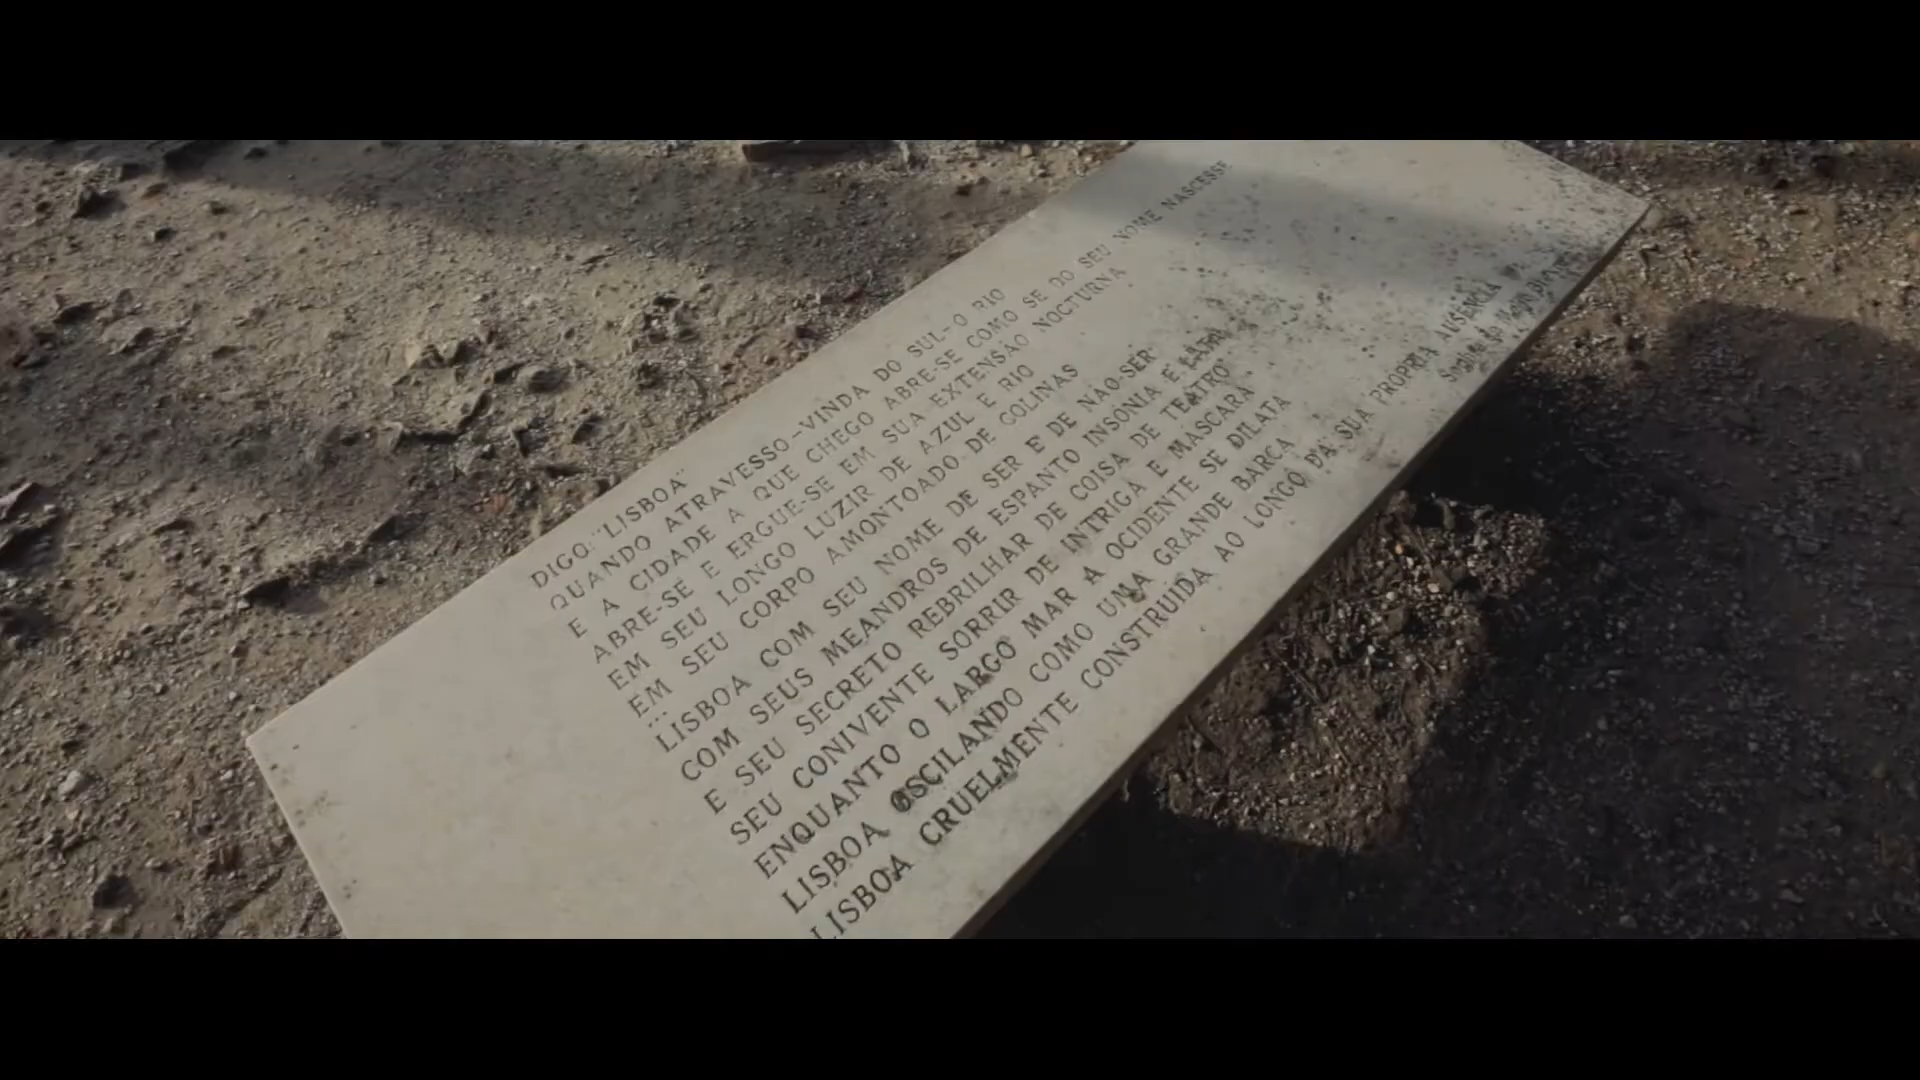 DIGO: "LISBOA"
QUANDO ATRAVESSO - VINDA DO SUL - O RIO
E A CIDADE A QUE CHEGO ABRE-SE COMO SE DO SEU NOME NASCESSE
ABRE-SE E ERGUE-SE EM SUA EXTENSÃO NOCTURNA
EM SEU LONGO LUZIR DE AZUL E RIO
EM SEU CORPO AMONTOADO DE COLINAS
...
LISBOA COM SEU NOME DE SER E DE NÃO-SER
COM SEUS MEANDROS DE ESPANTO INSONIA E LATA
E SEU SECRETO REBRILHAR DE COISA DE TEATRO
SEU CONIVENTE SORRIR DE INTRIGA E MASCARA
ENQUANTO O LARGO MAR A OCIDENTE SE DILATA
LISBOA OSCILANDO COMO UMA GRANDE BARCA
LISBOA CRUELMENTE CONSTRUIDA AO LONGO DA SUA PROPRIA AUSENCIA